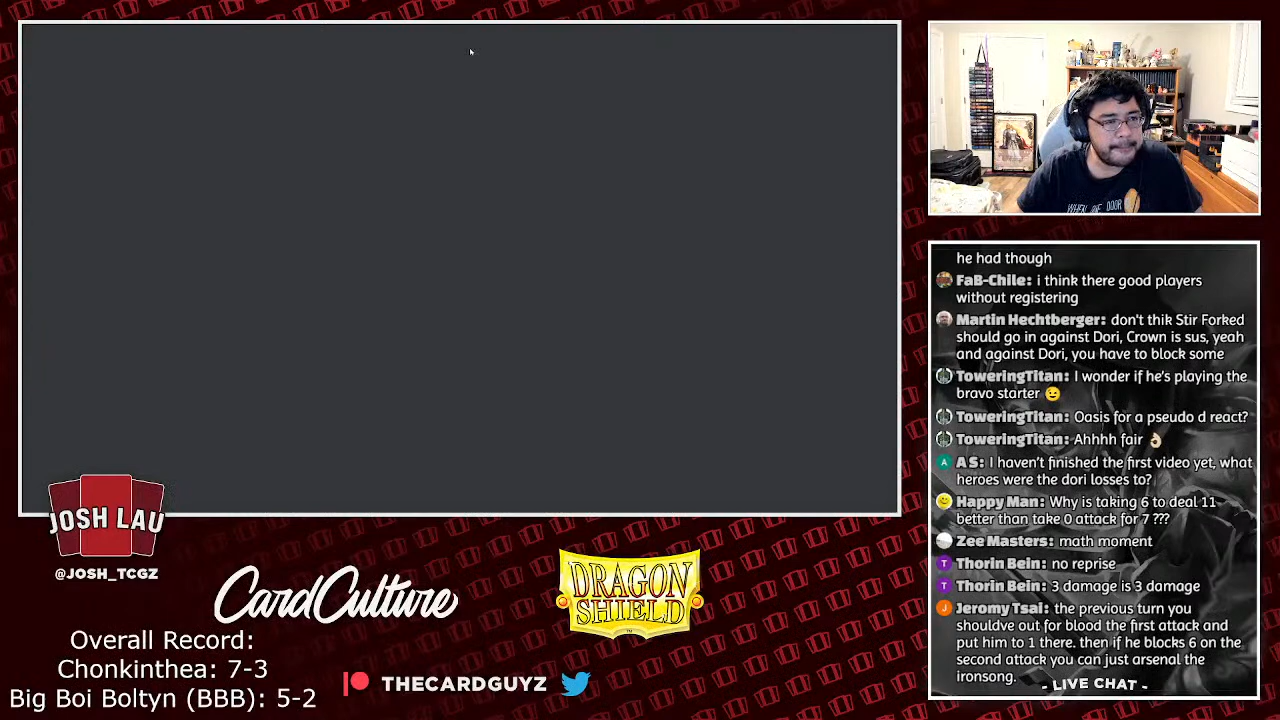 WHEN ONE DOOR
he had though
FaB-Chile: i think there good players
without registering
Martin Hechtberger: don't thik Stir Forked
should go in against Dori, Crown is sus, yeah
and against Dori, you have to block some
ToweringTitan: I wonder if he's playing the
bravo starter 😉
ToweringTitan: Oasis for a pseudo d react?
ToweringTitan: Ahhhh fair 👌
A
A S: I haven't finished the first video yet, what
heroes were the dori losses to?
Happy Man: Why is taking 6 to deal 11
better than take 0 attack for 7 ???
Zee Masters: math moment
T
Thorin Bein: no reprise
T
Thorin Bein: 3 damage is 3 damage
J
Jeromy Tsai: the previous turn you
shouldve out for blood the first attack and
put him to 1 there. then if he blocks 6 on the
second attack you can just arsenal the
ironsong.
- LIVE CHAT -
JOSH LAU
@JOSH_TCGZ
CardCulture
DRAGON
SHIELD
™
Overall Record:
Chonkinthea: 7-3
Big Boi Boltyn (BBB): 5-2
THECARDGUYZ